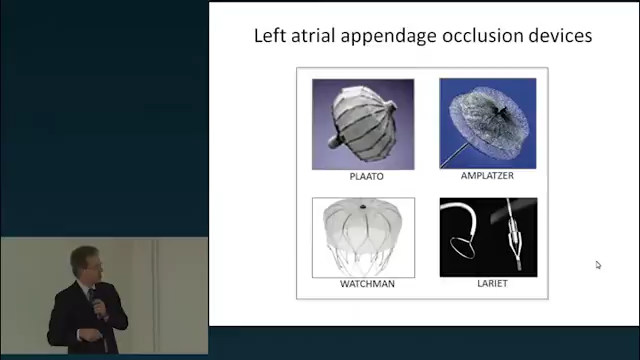 Left atrial appendage occlusion devices
PLAATO
AMPLATZER
WATCHMAN
LARIET